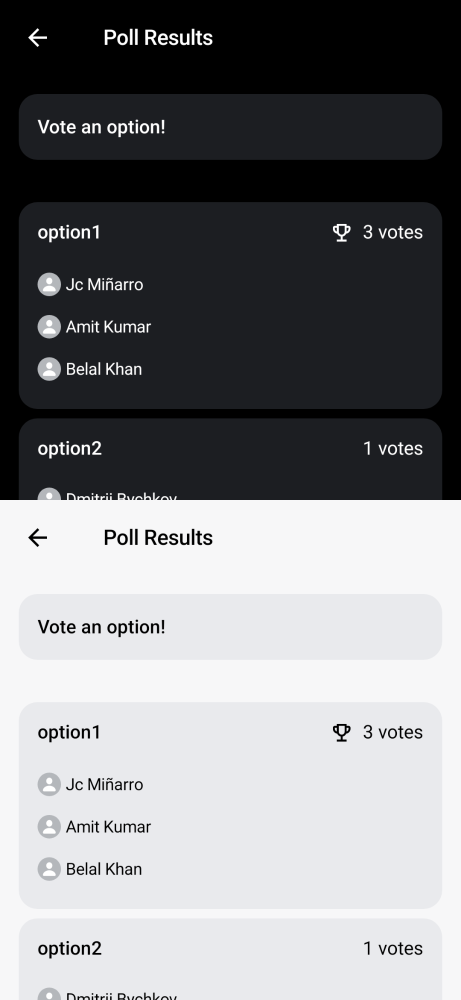 Poll Results
Vote an option!
option1 3 votes
Jc Miñarro
Amit Kumar
Belal Khan
option2 1 votes
Dmitrii Bychkov
Poll Results
Vote an option!
option1 3 votes
Jc Miñarro
Amit Kumar
Belal Khan
option2 1 votes
Dmitrii Bychkov